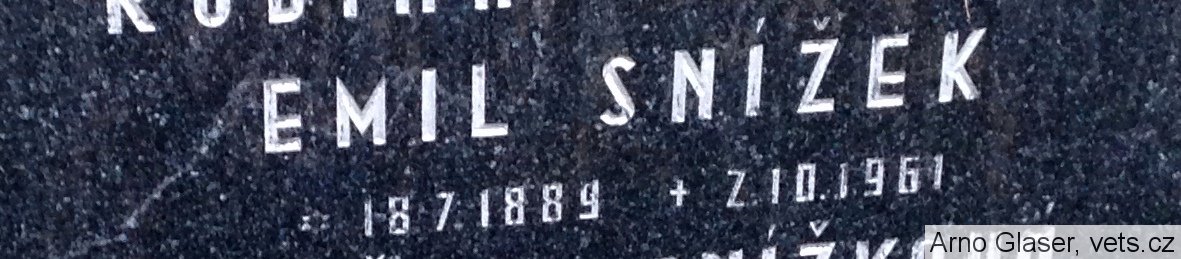 EMIL SNÍŽEK
* 18.7.1889 + 2.10.1961
Arno Glaser, vets.cz